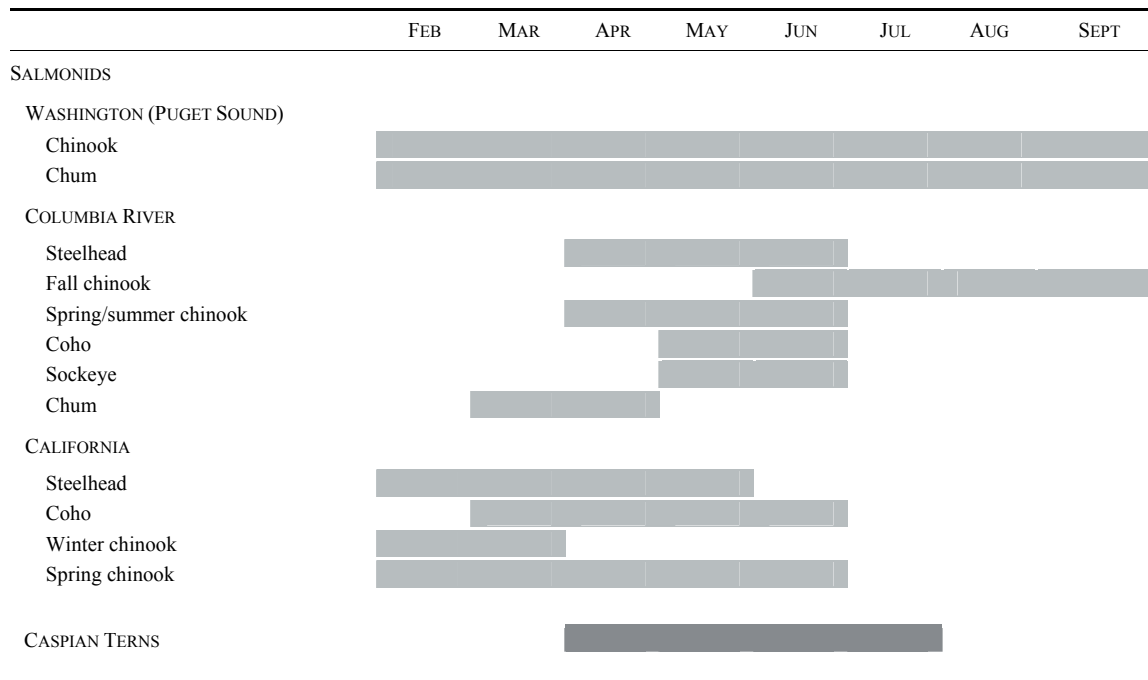 FEB MAR APR MAY JUN JUL AUG SEPT
SALMONIDS
WASHINGTON (PUGET SOUND)
Chinook
Chum
COLUMBIA RIVER
Steelhead
Fall chinook
Spring/summer chinook
Coho
Sockeye
Chum
CALIFORNIA
Steelhead
Coho
Winter chinook
Spring chinook
CASPIAN TERNS